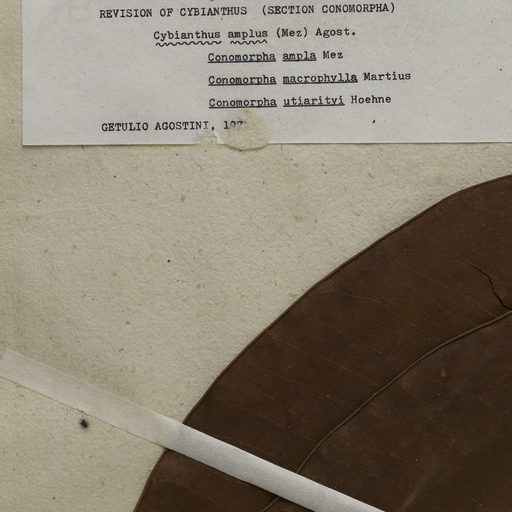 REVISION OF CYBIANTHUS (SECTION CONOMORPHA)
Cybianthus amplus (Mez) Agost.
Conomorpha ampla Mez
Conomorpha macrophylla Martius
Conomorpha utiarityi Hoehne
GETULIO AGOSTINI,